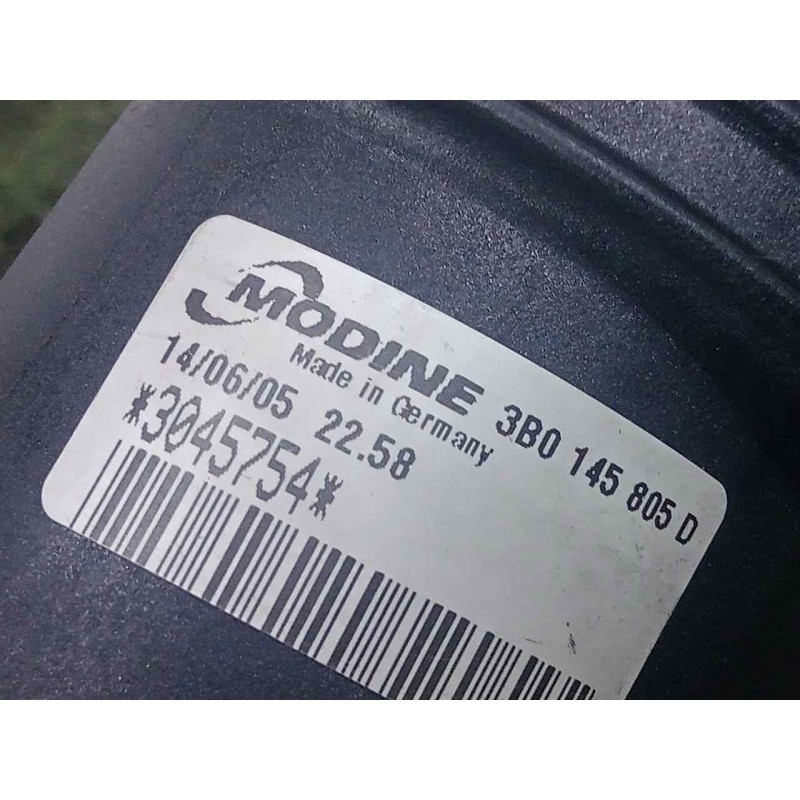 MODINE 3B0 145 805 D
Made in Germany
14/06/05 22.58
*3045754*